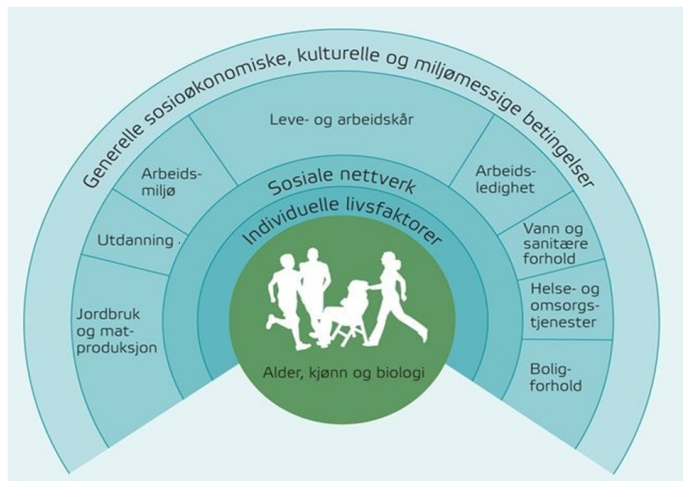 Generelle sosioøkonomiske, kulturelle og miljømessige betingelser
Leve- og arbeidskår
Arbeids-
miljø
Utdanning
Jordbruk
og mat-
produksjon
Arbeids-
ledighet
Vann og
sanitære
forhold
Helse- og
omsorgs-
tjenester
Bolig-
forhold
Sosiale nettverk
Individuelle livsfaktorer
Alder, kjønn og biologi